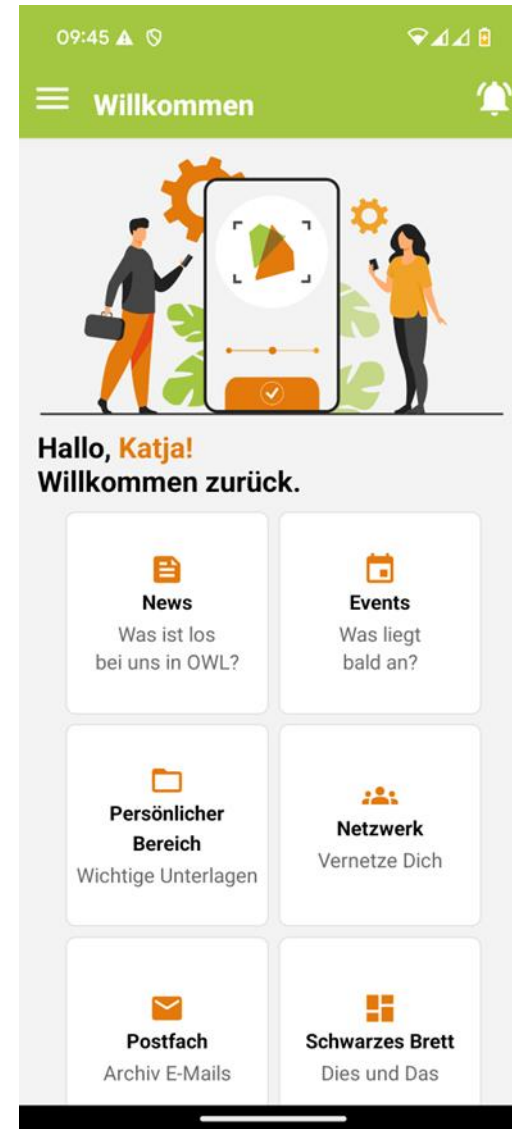 09:45
Willkommen
Hallo, Katja!
Willkommen zurück.
News
Was ist los
bei uns in OWL?
Events
Was liegt
bald an?
Persönlicher
Bereich
Wichtige Unterlagen
Netzwerk
Vernetze Dich
Postfach
Archiv E-Mails
Schwarzes Brett
Dies und Das